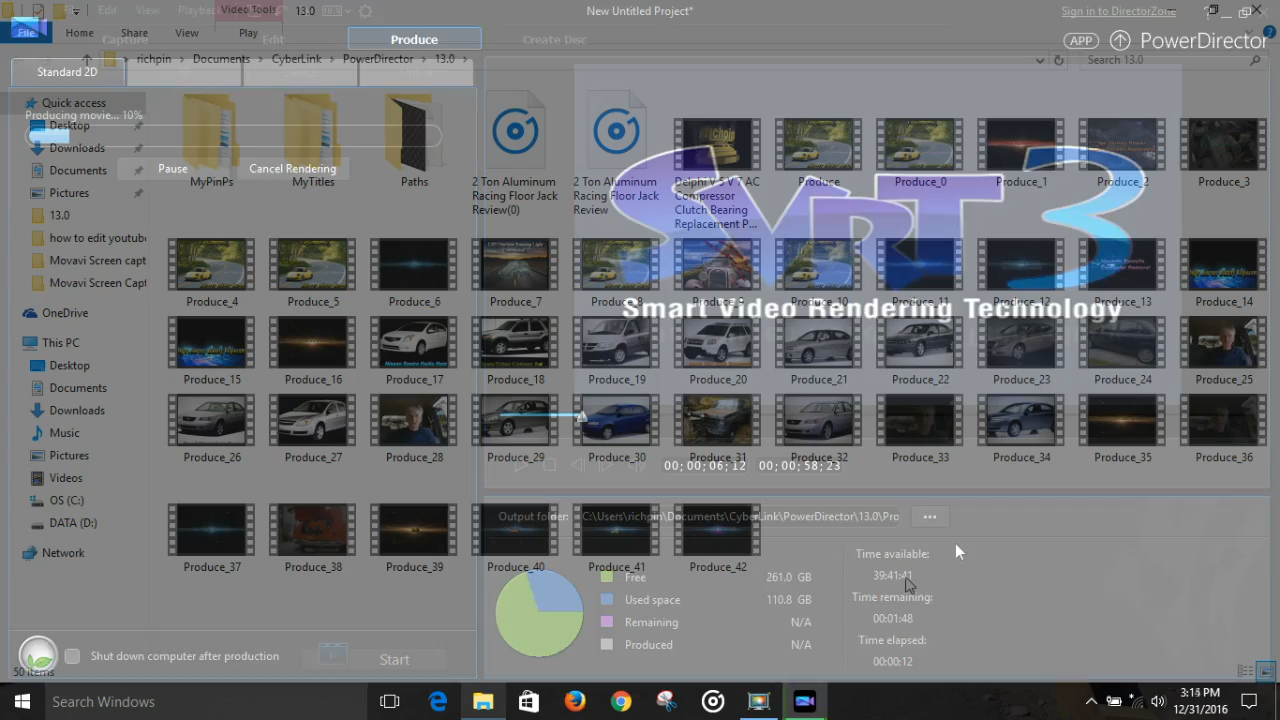 Edit View Playback Video Tools 13.0 New Untitled Project* Sign in to DirectorZone
File Home Share View Play
Capture Edit Produce Create Disc APP PowerDirector
richpin Documents CyberLink PowerDirector 13.0 Search 13.0
Standard 2D
Quick access
Producing movie... 10%
Desktop
Downloads
Pause Cancel Rendering
Documents
Pictures
13.0
how to edit youtube
Movavi Screen capt
Movavi Screen Capt
OneDrive
This PC
Desktop
Documents
Downloads
Music
Pictures
Videos
OS (C:)
DATA (D:)
Network
MyPinPs MyTitles Paths
2 Ton Aluminum Racing Floor Jack Review(0)
2 Ton Aluminum Racing Floor Jack Review
Delphi V 5 V 7 AC Compressor Clutch Bearing Replacement P...
Produce Produce_0 Produce_1 Produce_2 Produce_3
SVRT 3
Smart Video Rendering Technology
Produce_4 Produce_5 Produce_6 Produce_7 Produce_8 Produce_9 Produce_10 Produce_11 Produce_12 Produce_13 Produce_14
Produce_15 Produce_16 Produce_17 Produce_18 Produce_19 Produce_20 Produce_21 Produce_22 Produce_23 Produce_24 Produce_25
Produce_26 Produce_27 Produce_28 Produce_29 Produce_30 Produce_31 Produce_32 Produce_33 Produce_34 Produce_35 Produce_36
00;00;06;12 00;00;58;23
Output folder: C:\Users\richpin\Documents\CyberLink\PowerDirector\13.0\Pro ...
Produce_37 Produce_38 Produce_39 Produce_40 Produce_41 Produce_42
Free 261.0 GB
Used space 110.8 GB
Remaining N/A
Produced N/A
Time available:
39:41:41
Time remaining:
00:01:48
Time elapsed:
00:00:12
Shut down computer after production Start
50 items
Search Windows
3:16 PM
12/31/2016